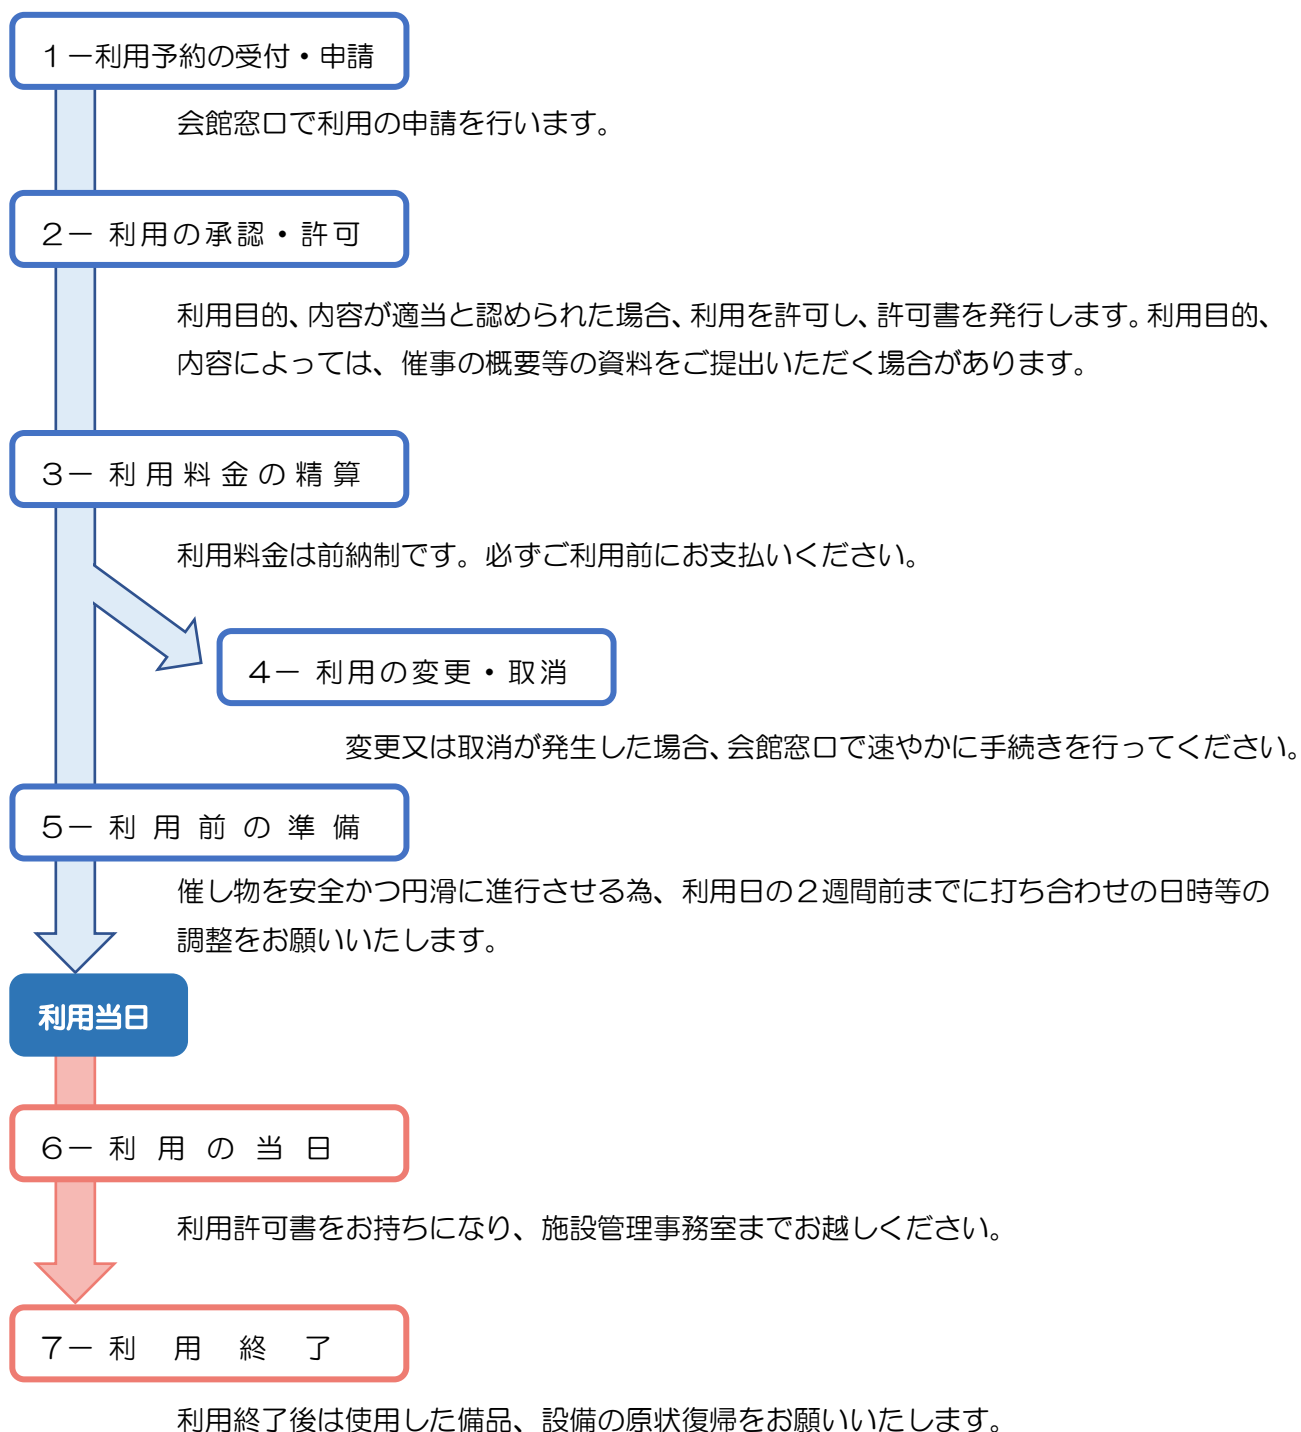 1－利用予約の受付・申請
会館窓口で利用の申請を行います。
2－ 利用の承認・許可
利用目的、内容が適当と認められた場合、利用を許可し、許可書を発行します。利用目的、
内容によっては、催事の概要等の資料をご提出いただく場合があります。
3－ 利用料金の精算
利用料金は前納制です。必ずご利用前にお支払いください。
4－ 利用の変更・取消
変更又は取消が発生した場合、会館窓口で速やかに手続きを行ってください。
5－ 利用前の準備
催し物を安全かつ円滑に進行させる為、利用日の2週間前までに打ち合わせの日時等の
調整をお願いいたします。
利用当日
6－ 利用の当日
利用許可書をお持ちになり、施設管理事務室までお越しください。
7－ 利用終了
利用終了後は使用した備品、設備の原状復帰をお願いいたします。